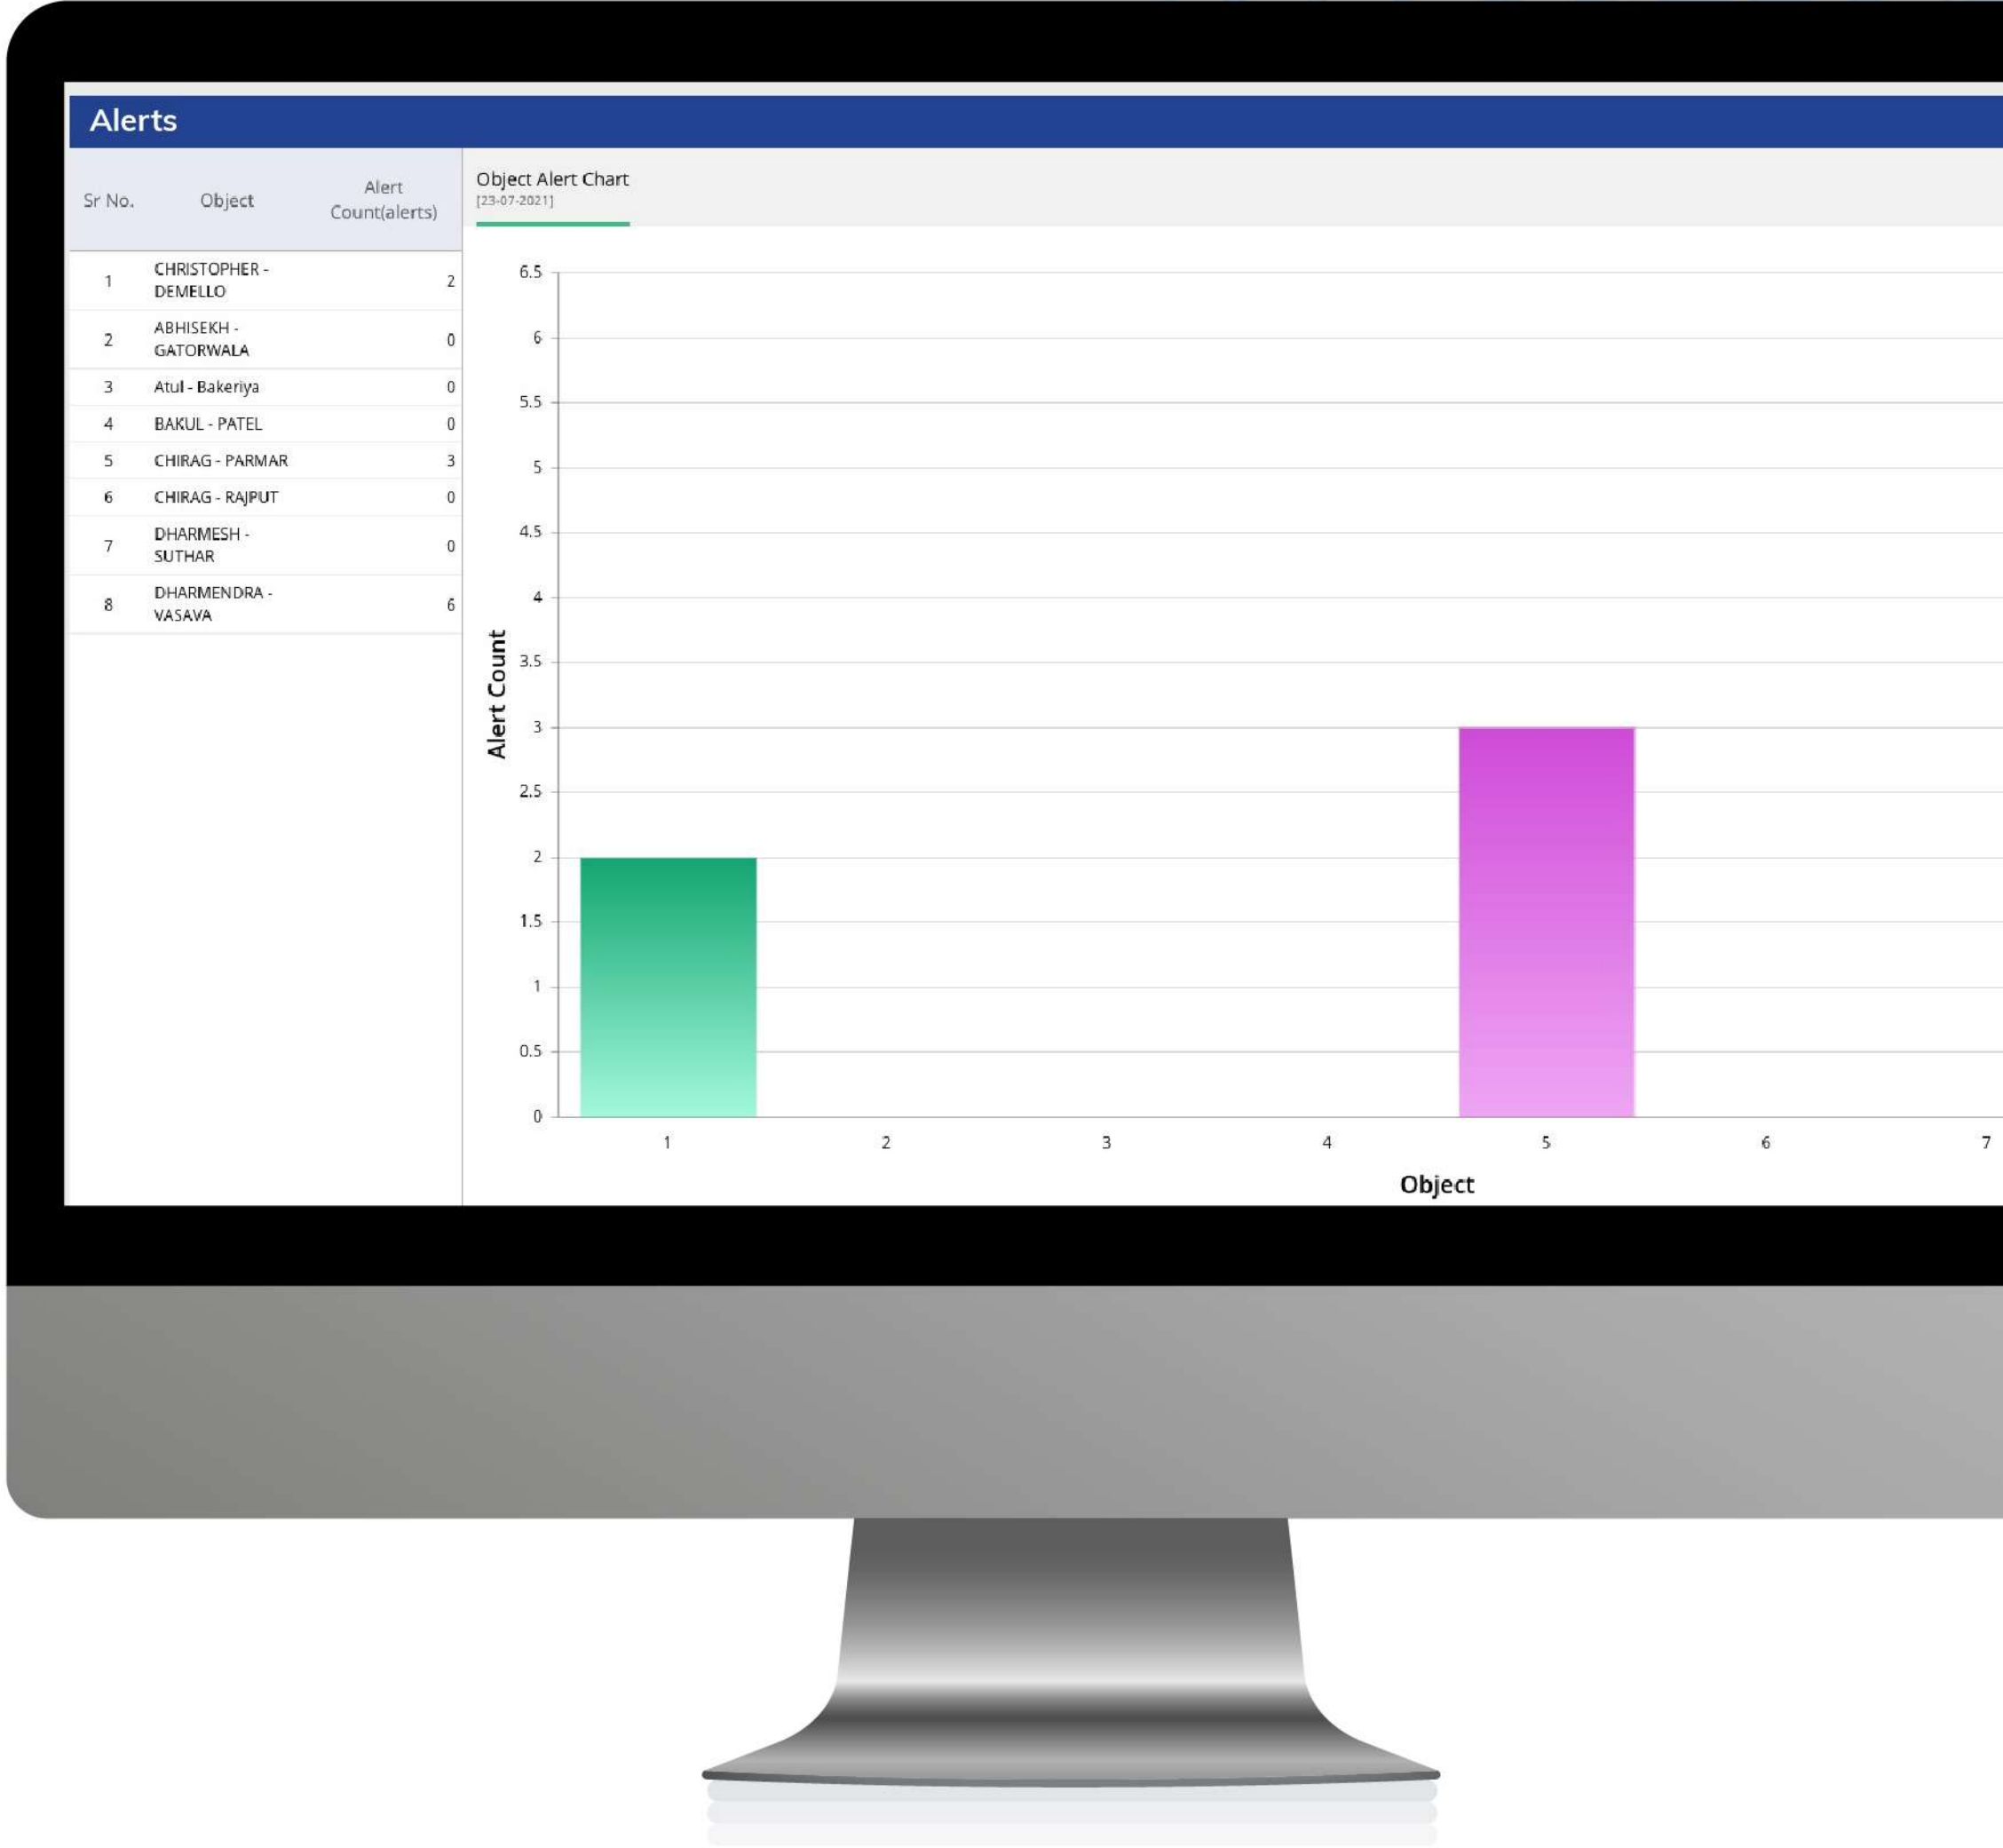 Alerts
Sr No.
Object
Alert
Count(alerts)
1
CHRISTOPHER -
DEMELLO
2
2
ABHISEKH -
GATORWALA
0
3
Atul - Bakeriya
0
4
BAKUL - PATEL
0
5
CHIRAG - PARMAR
3
6
CHIRAG - RAJPUT
0
7
DHARMESH -
SUTHAR
0
8
DHARMENDRA -
VASAVA
6
Object Alert Chart
[23-07-2021]
Alert Count
6.5
6
5.5
5
4.5
4
3.5
3
2.5
2
1.5
1
0.5
0
1
2
3
4
5
6
7
Object